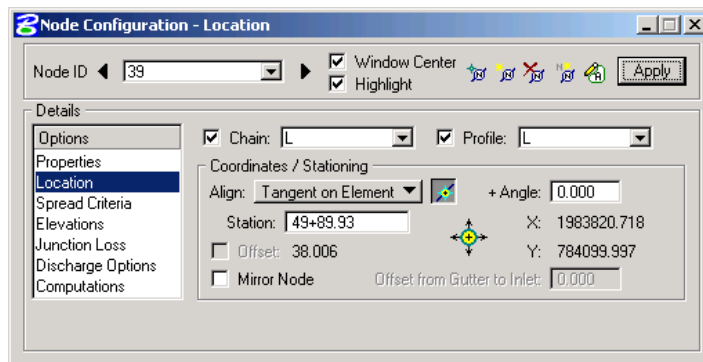 Node Configuration - Location
Node ID 39 Window Center Apply
Highlight
Details
Options
Properties
Location
Spread Criteria
Elevations
Junction Loss
Discharge Options
Computations
Chain: L Profile: L
Coordinates / Stationing
Align: Tangent on Element + Angle: 0.000
Station: 49+89.93 X: 1983820.718
Offset: 38.006 Y: 784099.997
Mirror Node Offset from Gutter to Inlet: 0.000